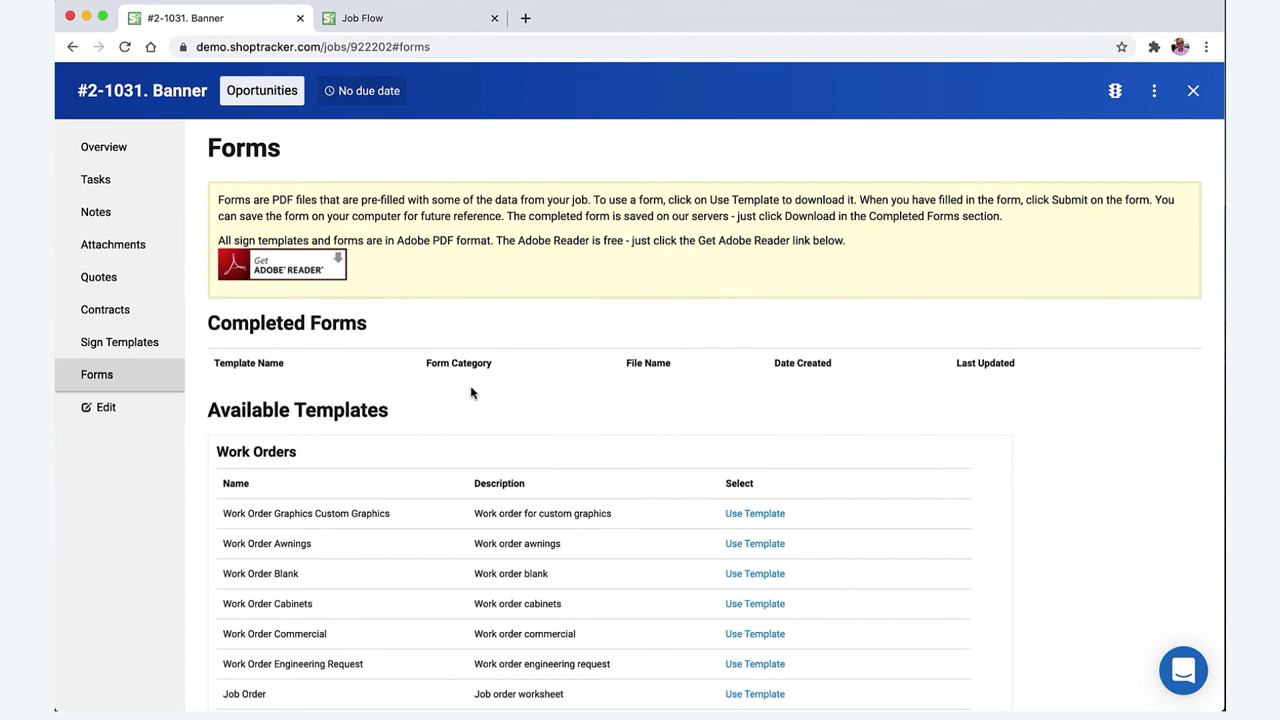 #2-1031. Banner
Job Flow
demo.shoptracker.com/jobs/922202#forms
#2-1031. Banner Oportunities No due date
Overview
Tasks
Notes
Attachments
Quotes
Contracts
Sign Templates
Forms
Edit
Forms
Forms are PDF files that are pre-filled with some of the data from your job. To use a form, click on Use Template to download it. When you have filled in the form, click Submit on the form. You
can save the form on your computer for future reference. The completed form is saved on our servers - just click Download in the Completed Forms section.
All sign templates and forms are in Adobe PDF format. The Adobe Reader is free - just click the Get Adobe Reader link below.
Get
ADOBE® READER®
Completed Forms
Template Name Form Category File Name Date Created Last Updated
Available Templates
Work Orders
Name Description Select
Work Order Graphics Custom Graphics Work order for custom graphics Use Template
Work Order Awnings Work order awnings Use Template
Work Order Blank Work order blank Use Template
Work Order Cabinets Work order cabinets Use Template
Work Order Commercial Work order commercial Use Template
Work Order Engineering Request Work order engineering request Use Template
Job Order Job order worksheet Use Template